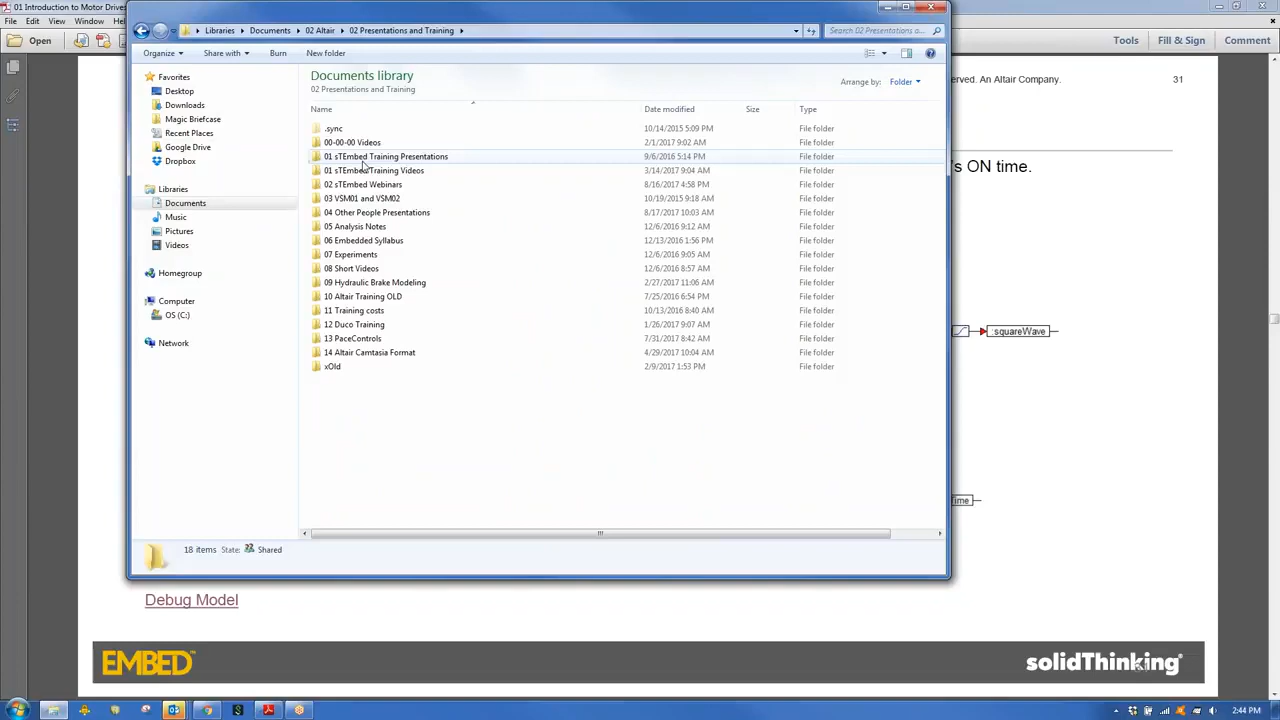 01 Introduction to Motor Drives
File Edit View Window
Open
Tools Fill & Sign Comment
Libraries Documents 02 Altair 02 Presentations and Training
Search 02 Presentations a...
Organize Share with Burn New folder
Favorites
Desktop
Downloads
Magic Briefcase
Recent Places
Google Drive
Dropbox
Libraries
Documents
Music
Pictures
Videos
Homegroup
Computer
OS (C:)
Network
Documents library
02 Presentations and Training
Arrange by: Folder
Name Date modified Size Type
.sync 10/14/2015 5:09 PM File folder
00-00-00 Videos 2/1/2017 9:02 AM File folder
01 sTEmbed Training Presentations 9/6/2016 5:14 PM File folder
01 sTEmbed Training Videos 3/14/2017 9:04 AM File folder
02 sTEmbed Webinars 8/16/2017 4:58 PM File folder
03 VSM01 and VSM02 10/19/2015 9:18 AM File folder
04 Other People Presentations 8/17/2017 10:03 AM File folder
05 Analysis Notes 12/6/2016 9:12 AM File folder
06 Embedded Syllabus 12/13/2016 1:56 PM File folder
07 Experiments 12/6/2016 9:05 AM File folder
08 Short Videos 12/6/2016 8:57 AM File folder
09 Hydraulic Brake Modeling 2/27/2017 11:06 AM File folder
10 Altair Training OLD 7/25/2016 6:54 PM File folder
11 Training costs 10/13/2016 8:40 AM File folder
12 Duco Training 1/26/2017 9:07 AM File folder
13 PaceControls 7/31/2017 8:42 AM File folder
14 Altair Camtasia Format 4/29/2017 10:04 AM File folder
xOld 2/9/2017 1:53 PM File folder
18 items State: Shared
erved. An Altair Company. 31
's ON time.
:squareWave
Time
Debug Model
EMBED
solidThinking®
2:44 PM